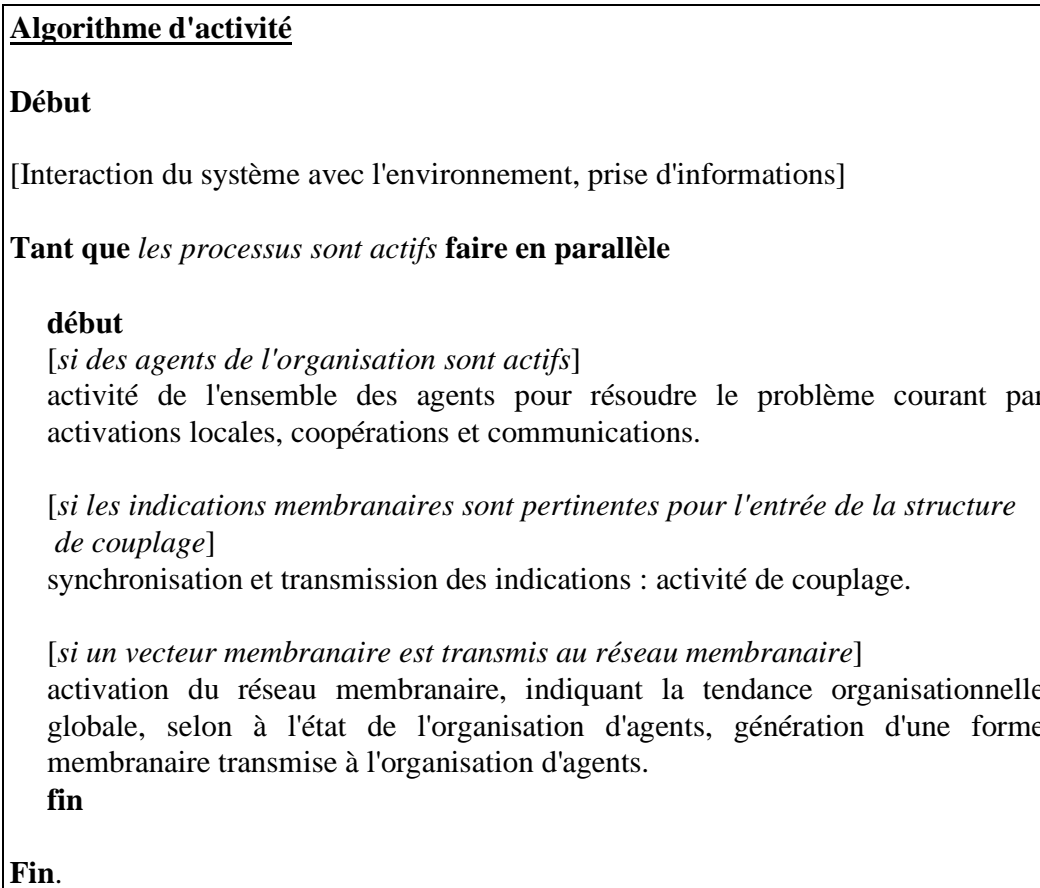 Algorithme d'activité
Début
[Interaction du système avec l'environnement, prise d'informations]
Tant que les processus sont actifs faire en parallèle
début
[si des agents de l'organisation sont actifs]
activité de l'ensemble des agents pour résoudre le problème courant par
activations locales, coopérations et communications.
[si les indications membranaires sont pertinentes pour l'entrée de la structure
de couplage]
synchronisation et transmission des indications : activité de couplage.
[si un vecteur membranaire est transmis au réseau membranaire]
activation du réseau membranaire, indiquant la tendance organisationnelle
globale, selon à l'état de l'organisation d'agents, génération d'une forme
membranaire transmise à l'organisation d'agents.
fin
Fin.